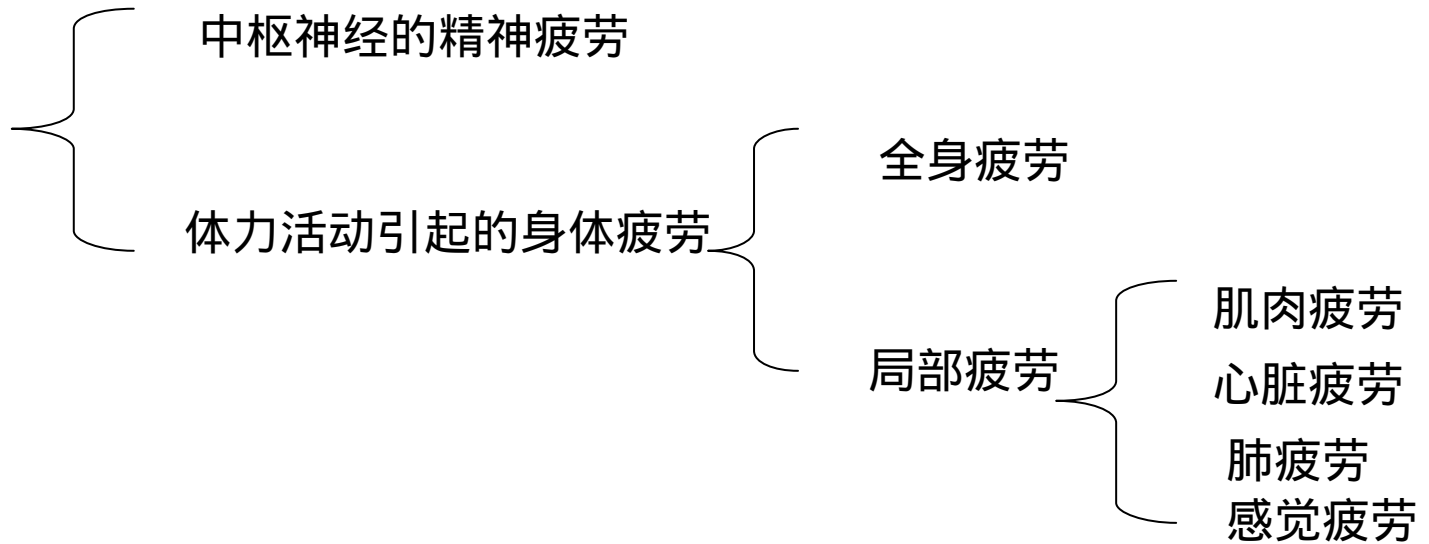 中枢神经的精神疲劳
全身疲劳
体力活动引起的身体疲劳
肌肉疲劳
局部疲劳
心脏疲劳
肺疲劳
感觉疲劳